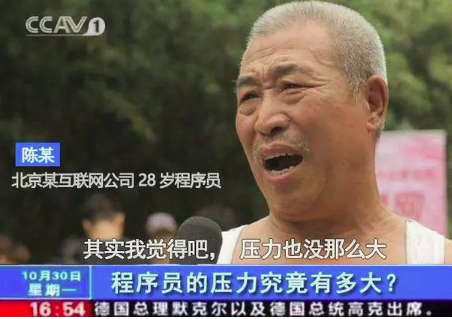 CCAV1
陈某
北京某互联网公司 28 岁程序员
其实我觉得吧， 压力也没那么大
10月30日
星期一
程序员的压力究竟有多大？
16:54
德国总理默克尔以及德国总统高克出席。